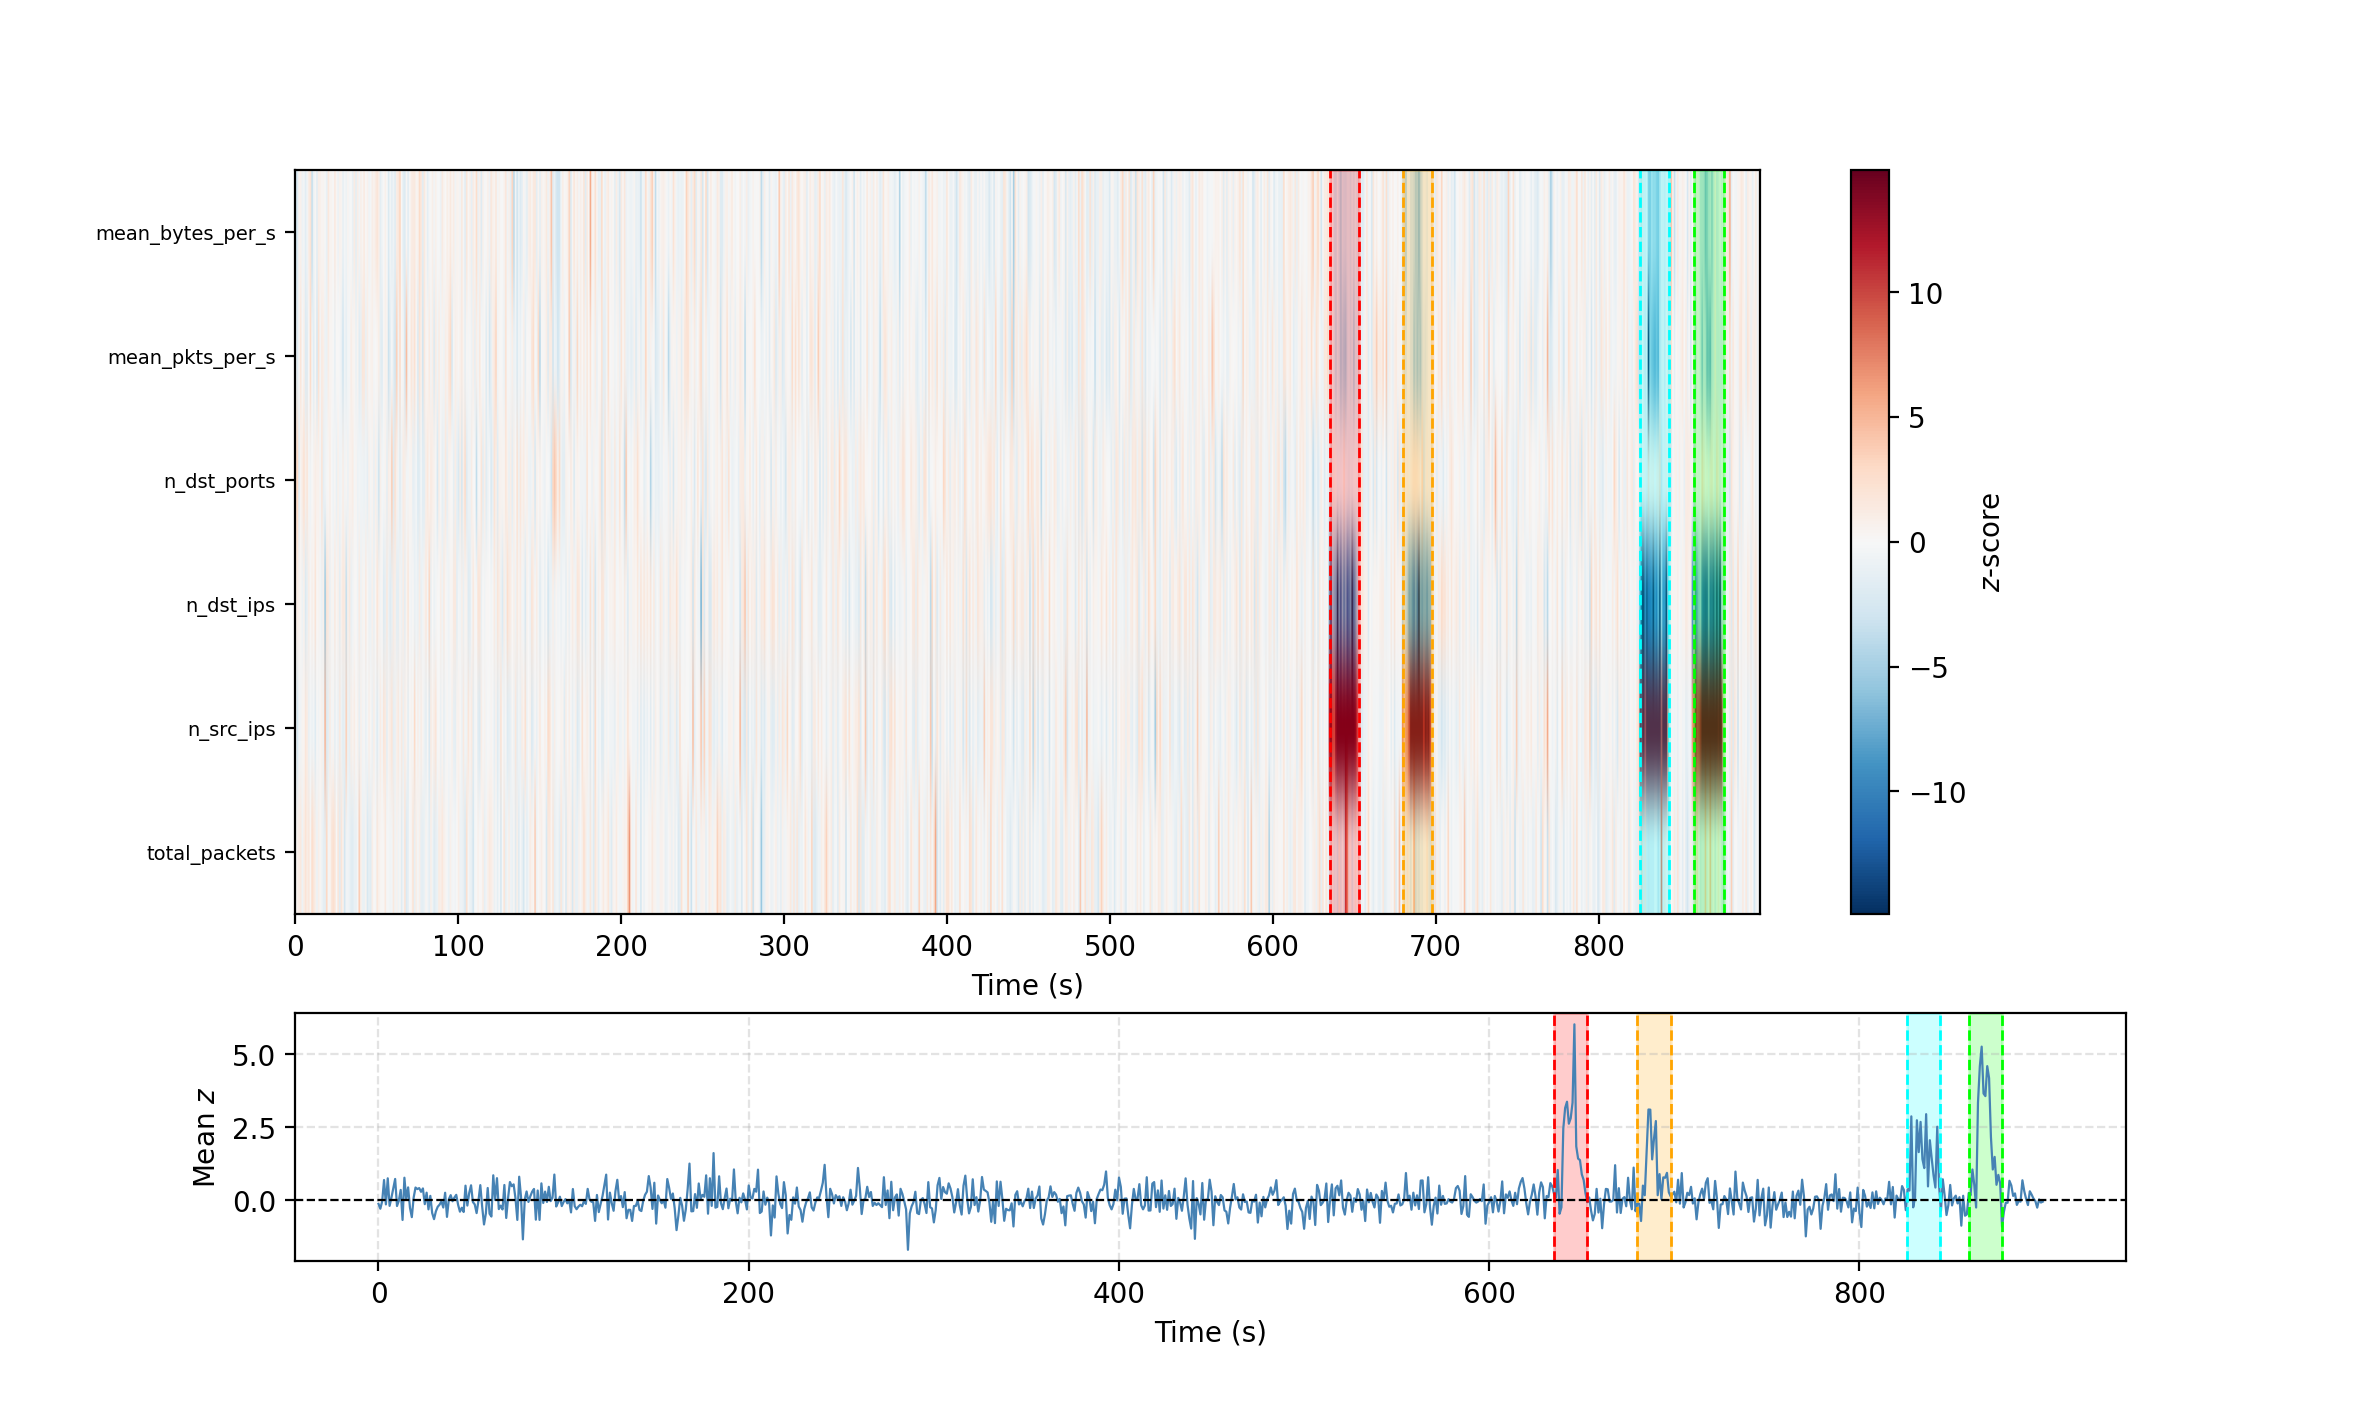 mean_bytes_per_s
mean_pkts_per_s
n_dst_ports
n_dst_ips
n_src_ips
total_packets
0 100 200 300 400 500 600 700 800
Time (s)
10
5
0
−5
−10
z-score
5.0
2.5
0.0
Mean z
0 200 400 600 800
Time (s)